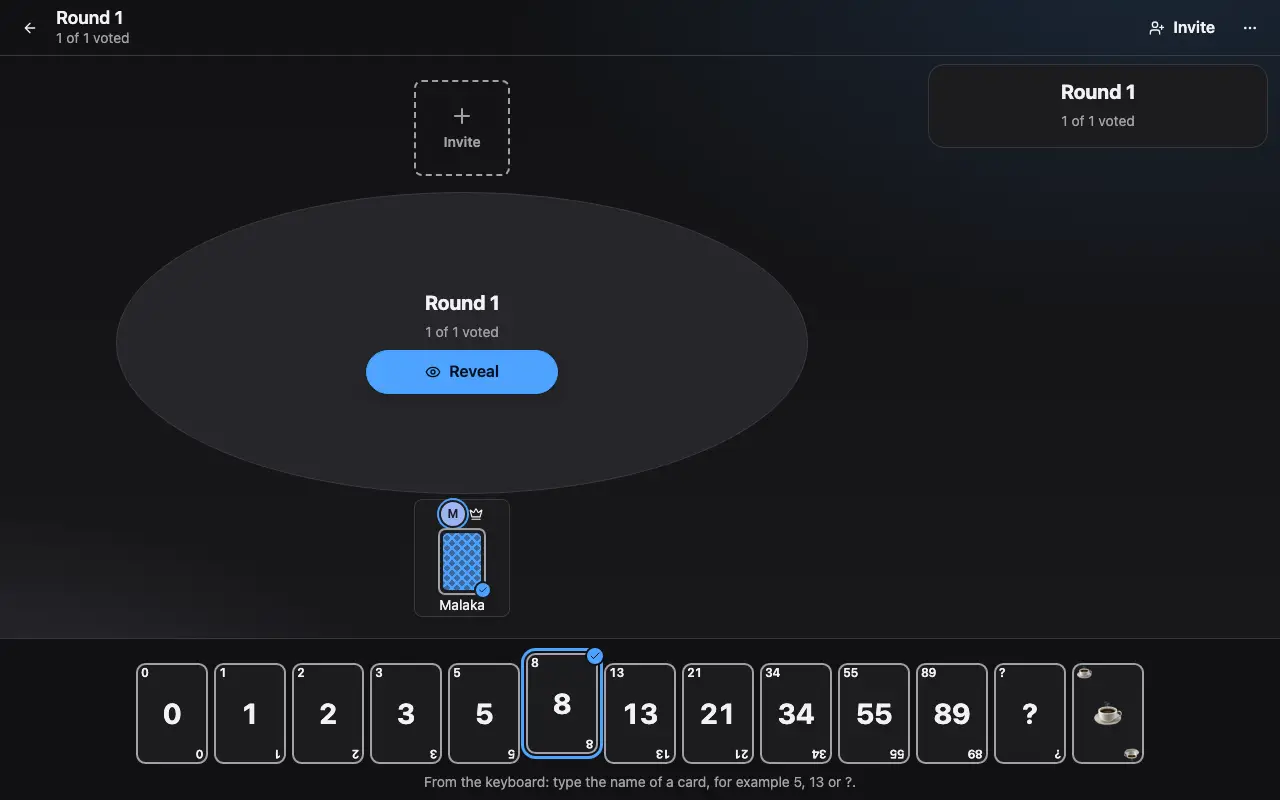 Round 1
1 of 1 voted
Invite
Round 1
1 of 1 voted
Invite
Round 1
1 of 1 voted
Reveal
M
Malaka
0 0 0
1 1 1
2 2 2
3 3 3
5 5 5
8 8 8
13 13 13
21 21 21
34 34 34
55 55 55
89 89 89
? ? ?
From the keyboard: type the name of a card, for example 5, 13 or ?.